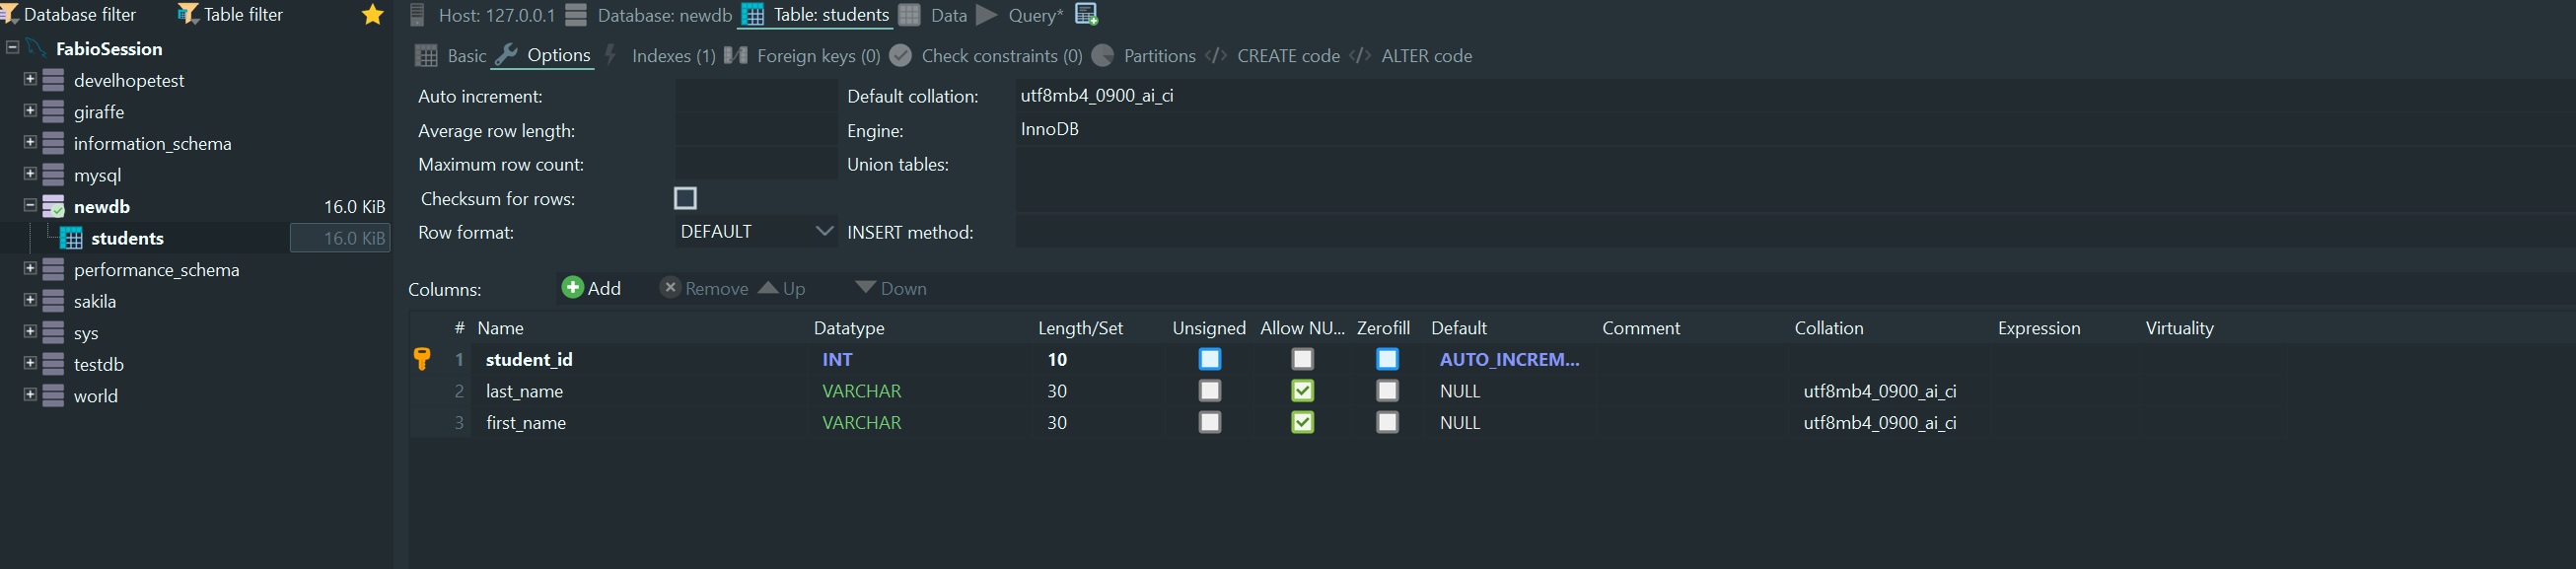 Database filter Table filter
FabioSession
develhopetest
giraffe
information_schema
mysql
newdb 16.0 KiB
students 16.0 KiB
performance_schema
sakila
sys
testdb
world
Host: 127.0.0.1 Database: newdb Table: students Data Query*
Basic Options Indexes (1) Foreign keys (0) Check constraints (0) Partitions CREATE code ALTER code
Auto increment: Default collation: utf8mb4_0900_ai_ci
Average row length: Engine: InnoDB
Maximum row count: Union tables:
Checksum for rows:
Row format: DEFAULT INSERT method:
Columns: Add Remove Up Down
# Name Datatype Length/Set Unsigned Allow NU... Zerofill Default Comment Collation Expression Virtuality
1 student_id INT 10 AUTO_INCREM...
2 last_name VARCHAR 30 NULL utf8mb4_0900_ai_ci
3 first_name VARCHAR 30 NULL utf8mb4_0900_ai_ci